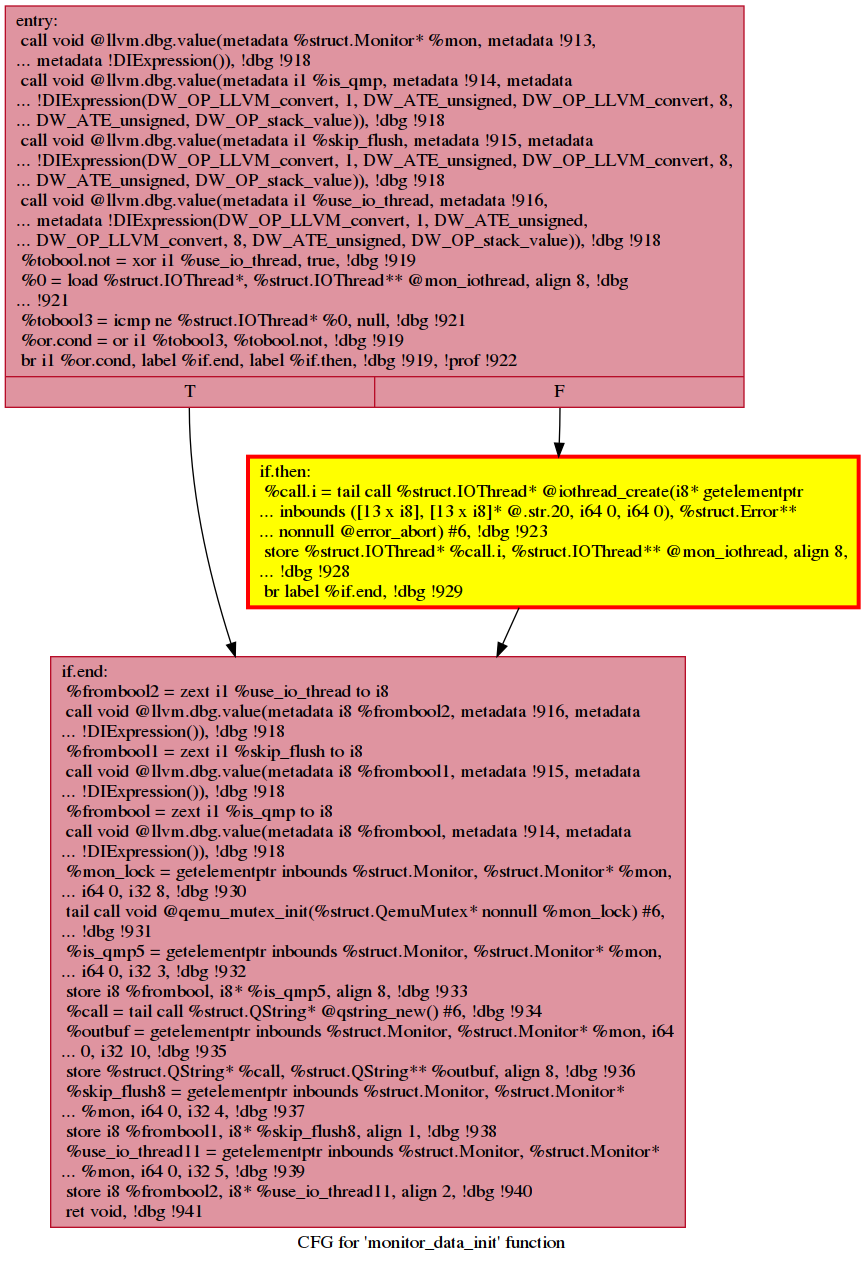 entry:
call void @llvm.dbg.value(metadata %struct.Monitor* %mon, metadata !913,
... metadata !DIExpression()), !dbg !918
call void @llvm.dbg.value(metadata i1 %is_qmp, metadata !914, metadata
... !DIExpression(DW_OP_LLVM_convert, 1, DW_ATE_unsigned, DW_OP_LLVM_convert, 8,
... DW_ATE_unsigned, DW_OP_stack_value)), !dbg !918
call void @llvm.dbg.value(metadata i1 %skip_flush, metadata !915, metadata
... !DIExpression(DW_OP_LLVM_convert, 1, DW_ATE_unsigned, DW_OP_LLVM_convert, 8,
... DW_ATE_unsigned, DW_OP_stack_value)), !dbg !918
call void @llvm.dbg.value(metadata i1 %use_io_thread, metadata !916,
... metadata !DIExpression(DW_OP_LLVM_convert, 1, DW_ATE_unsigned,
... DW_OP_LLVM_convert, 8, DW_ATE_unsigned, DW_OP_stack_value)), !dbg !918
%tobool.not = xor i1 %use_io_thread, true, !dbg !919
%0 = load %struct.IOThread*, %struct.IOThread** @mon_iothread, align 8, !dbg
... !921
%tobool3 = icmp ne %struct.IOThread* %0, null, !dbg !921
%or.cond = or i1 %tobool3, %tobool.not, !dbg !919
br i1 %or.cond, label %if.end, label %if.then, !dbg !919, !prof !922
T
F
if.then:
%call.i = tail call %struct.IOThread* @iothread_create(i8* getelementptr
... inbounds ([13 x i8], [13 x i8]* @.str.20, i64 0, i64 0), %struct.Error**
... nonnull @error_abort) #6, !dbg !923
store %struct.IOThread* %call.i, %struct.IOThread** @mon_iothread, align 8,
... !dbg !928
br label %if.end, !dbg !929
if.end:
%frombool2 = zext i1 %use_io_thread to i8
call void @llvm.dbg.value(metadata i8 %frombool2, metadata !916, metadata
... !DIExpression()), !dbg !918
%frombool1 = zext i1 %skip_flush to i8
call void @llvm.dbg.value(metadata i8 %frombool1, metadata !915, metadata
... !DIExpression()), !dbg !918
%frombool = zext i1 %is_qmp to i8
call void @llvm.dbg.value(metadata i8 %frombool, metadata !914, metadata
... !DIExpression()), !dbg !918
%mon_lock = getelementptr inbounds %struct.Monitor, %struct.Monitor* %mon,
... i64 0, i32 8, !dbg !930
tail call void @qemu_mutex_init(%struct.QemuMutex* nonnull %mon_lock) #6,
... !dbg !931
%is_qmp5 = getelementptr inbounds %struct.Monitor, %struct.Monitor* %mon,
... i64 0, i32 3, !dbg !932
store i8 %frombool, i8* %is_qmp5, align 8, !dbg !933
%call = tail call %struct.QString* @qstring_new() #6, !dbg !934
%outbuf = getelementptr inbounds %struct.Monitor, %struct.Monitor* %mon, i64
... 0, i32 10, !dbg !935
store %struct.QString* %call, %struct.QString** %outbuf, align 8, !dbg !936
%skip_flush8 = getelementptr inbounds %struct.Monitor, %struct.Monitor*
... %mon, i64 0, i32 4, !dbg !937
store i8 %frombool1, i8* %skip_flush8, align 1, !dbg !938
%use_io_thread11 = getelementptr inbounds %struct.Monitor, %struct.Monitor*
... %mon, i64 0, i32 5, !dbg !939
store i8 %frombool2, i8* %use_io_thread11, align 2, !dbg !940
ret void, !dbg !941
CFG for 'monitor_data_init' function